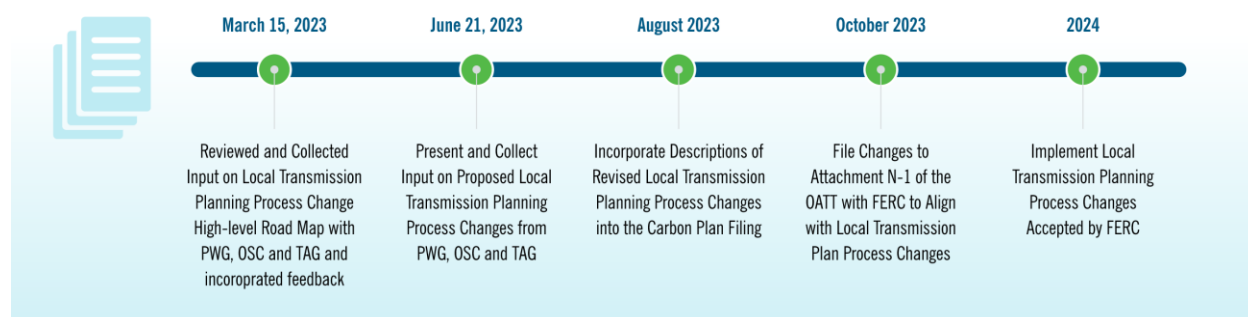 March 15, 2023
Reviewed and Collected
Input on Local Transmission
Planning Process Change
High-level Road Map with
PWG, OSC and TAG and
incoroprated feedback
June 21, 2023
Present and Collect
Input on Proposed Local
Transmission Planning
Process Changes from
PWG, OSC and TAG
August 2023
Incorporate Descriptions of
Revised Local Transmission
Planning Process Changes
into the Carbon Plan Filing
October 2023
File Changes to
Attachment N-1 of the
OATT with FERC to Align
with Local Transmission
Plan Process Changes
2024
Implement Local
Transmission Planning
Process Changes
Accepted by FERC